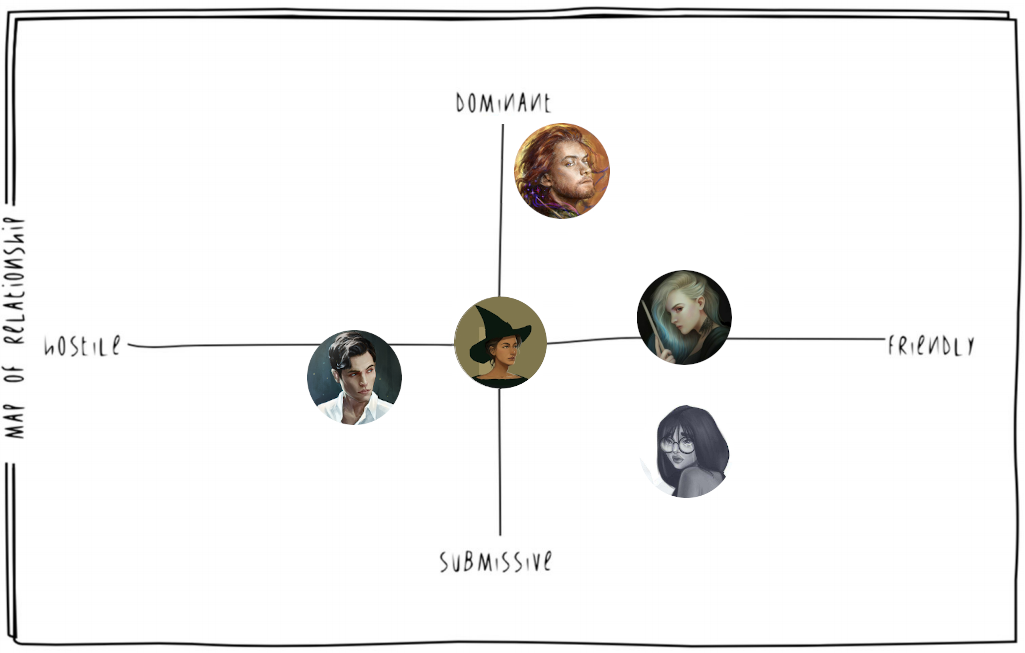 DOMINANT
MAP OF RELATIONSHIP
HOSTILE
FRIENDLY
SUBMISSIVE